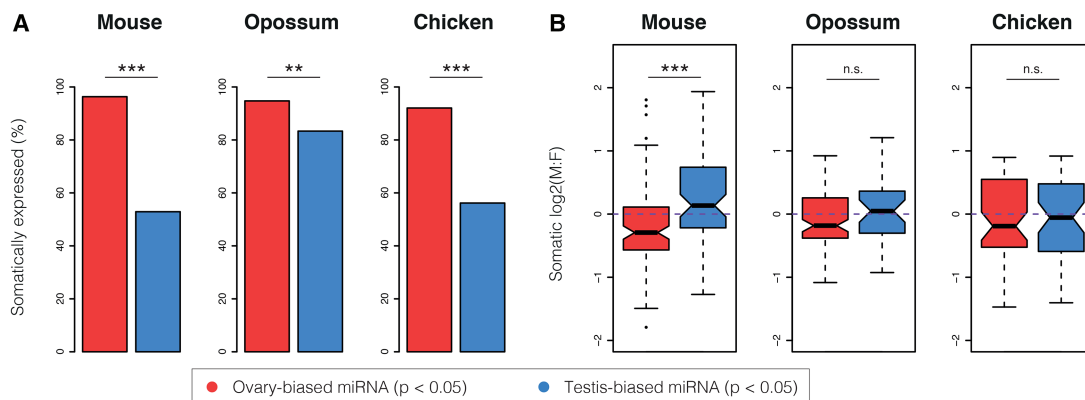 A
Mouse
Opossum
Chicken
***
**
***
Somatically expressed (%)
0
20
40
60
80
100
0
20
40
60
80
100
0
20
40
60
80
100
B
Mouse
Opossum
Chicken
***
n.s.
n.s.
Somatic log2(M:F)
−2
−1
0
1
2
−2
−1
0
1
2
−2
−1
0
1
2
Ovary-biased miRNA (p < 0.05)
Testis-biased miRNA (p < 0.05)